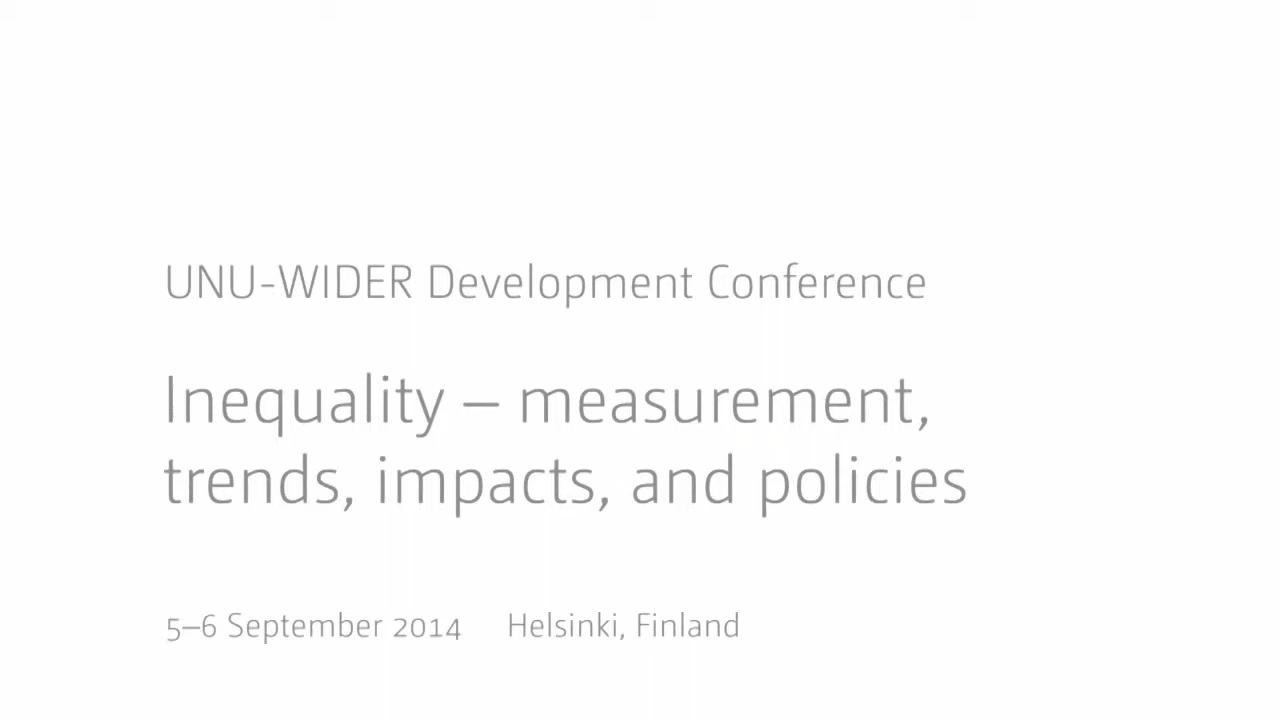 UNU-WIDER Development Conference
Inequality – measurement,
trends, impacts, and policies
5–6 September 2014 Helsinki, Finland